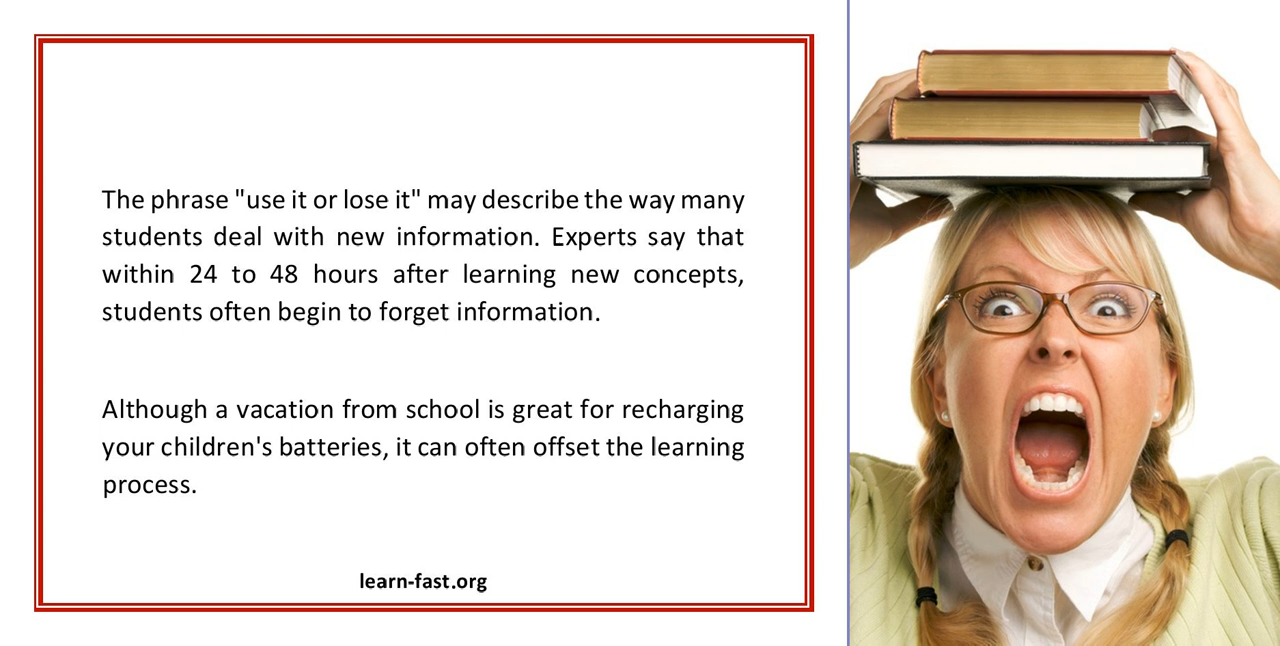 The phrase "use it or lose it" may describe the way many
students deal with new information. Experts say that
within 24 to 48 hours after learning new concepts,
students often begin to forget information.
Although a vacation from school is great for recharging
your children's batteries, it can often offset the learning
process.
learn-fast.org